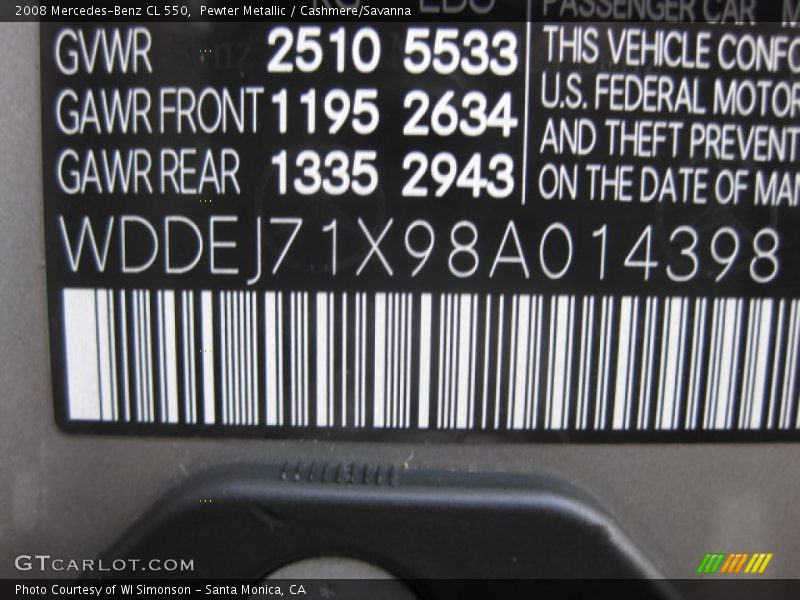 2008 Mercedes-Benz CL 550,  Pewter Metallic / Cashmere/Savanna
PASSENGER CAR
GVWR 2510 5533
GAWR FRONT 1195 2634
GAWR REAR 1335 2943
THIS VEHICLE CONFO
U.S. FEDERAL MOTOR
AND THEFT PREVENT
ON THE DATE OF MAN
WDDEJ71X98A014398
GTCARLOT.COM
Photo Courtesy of WI Simonson - Santa Monica, CA